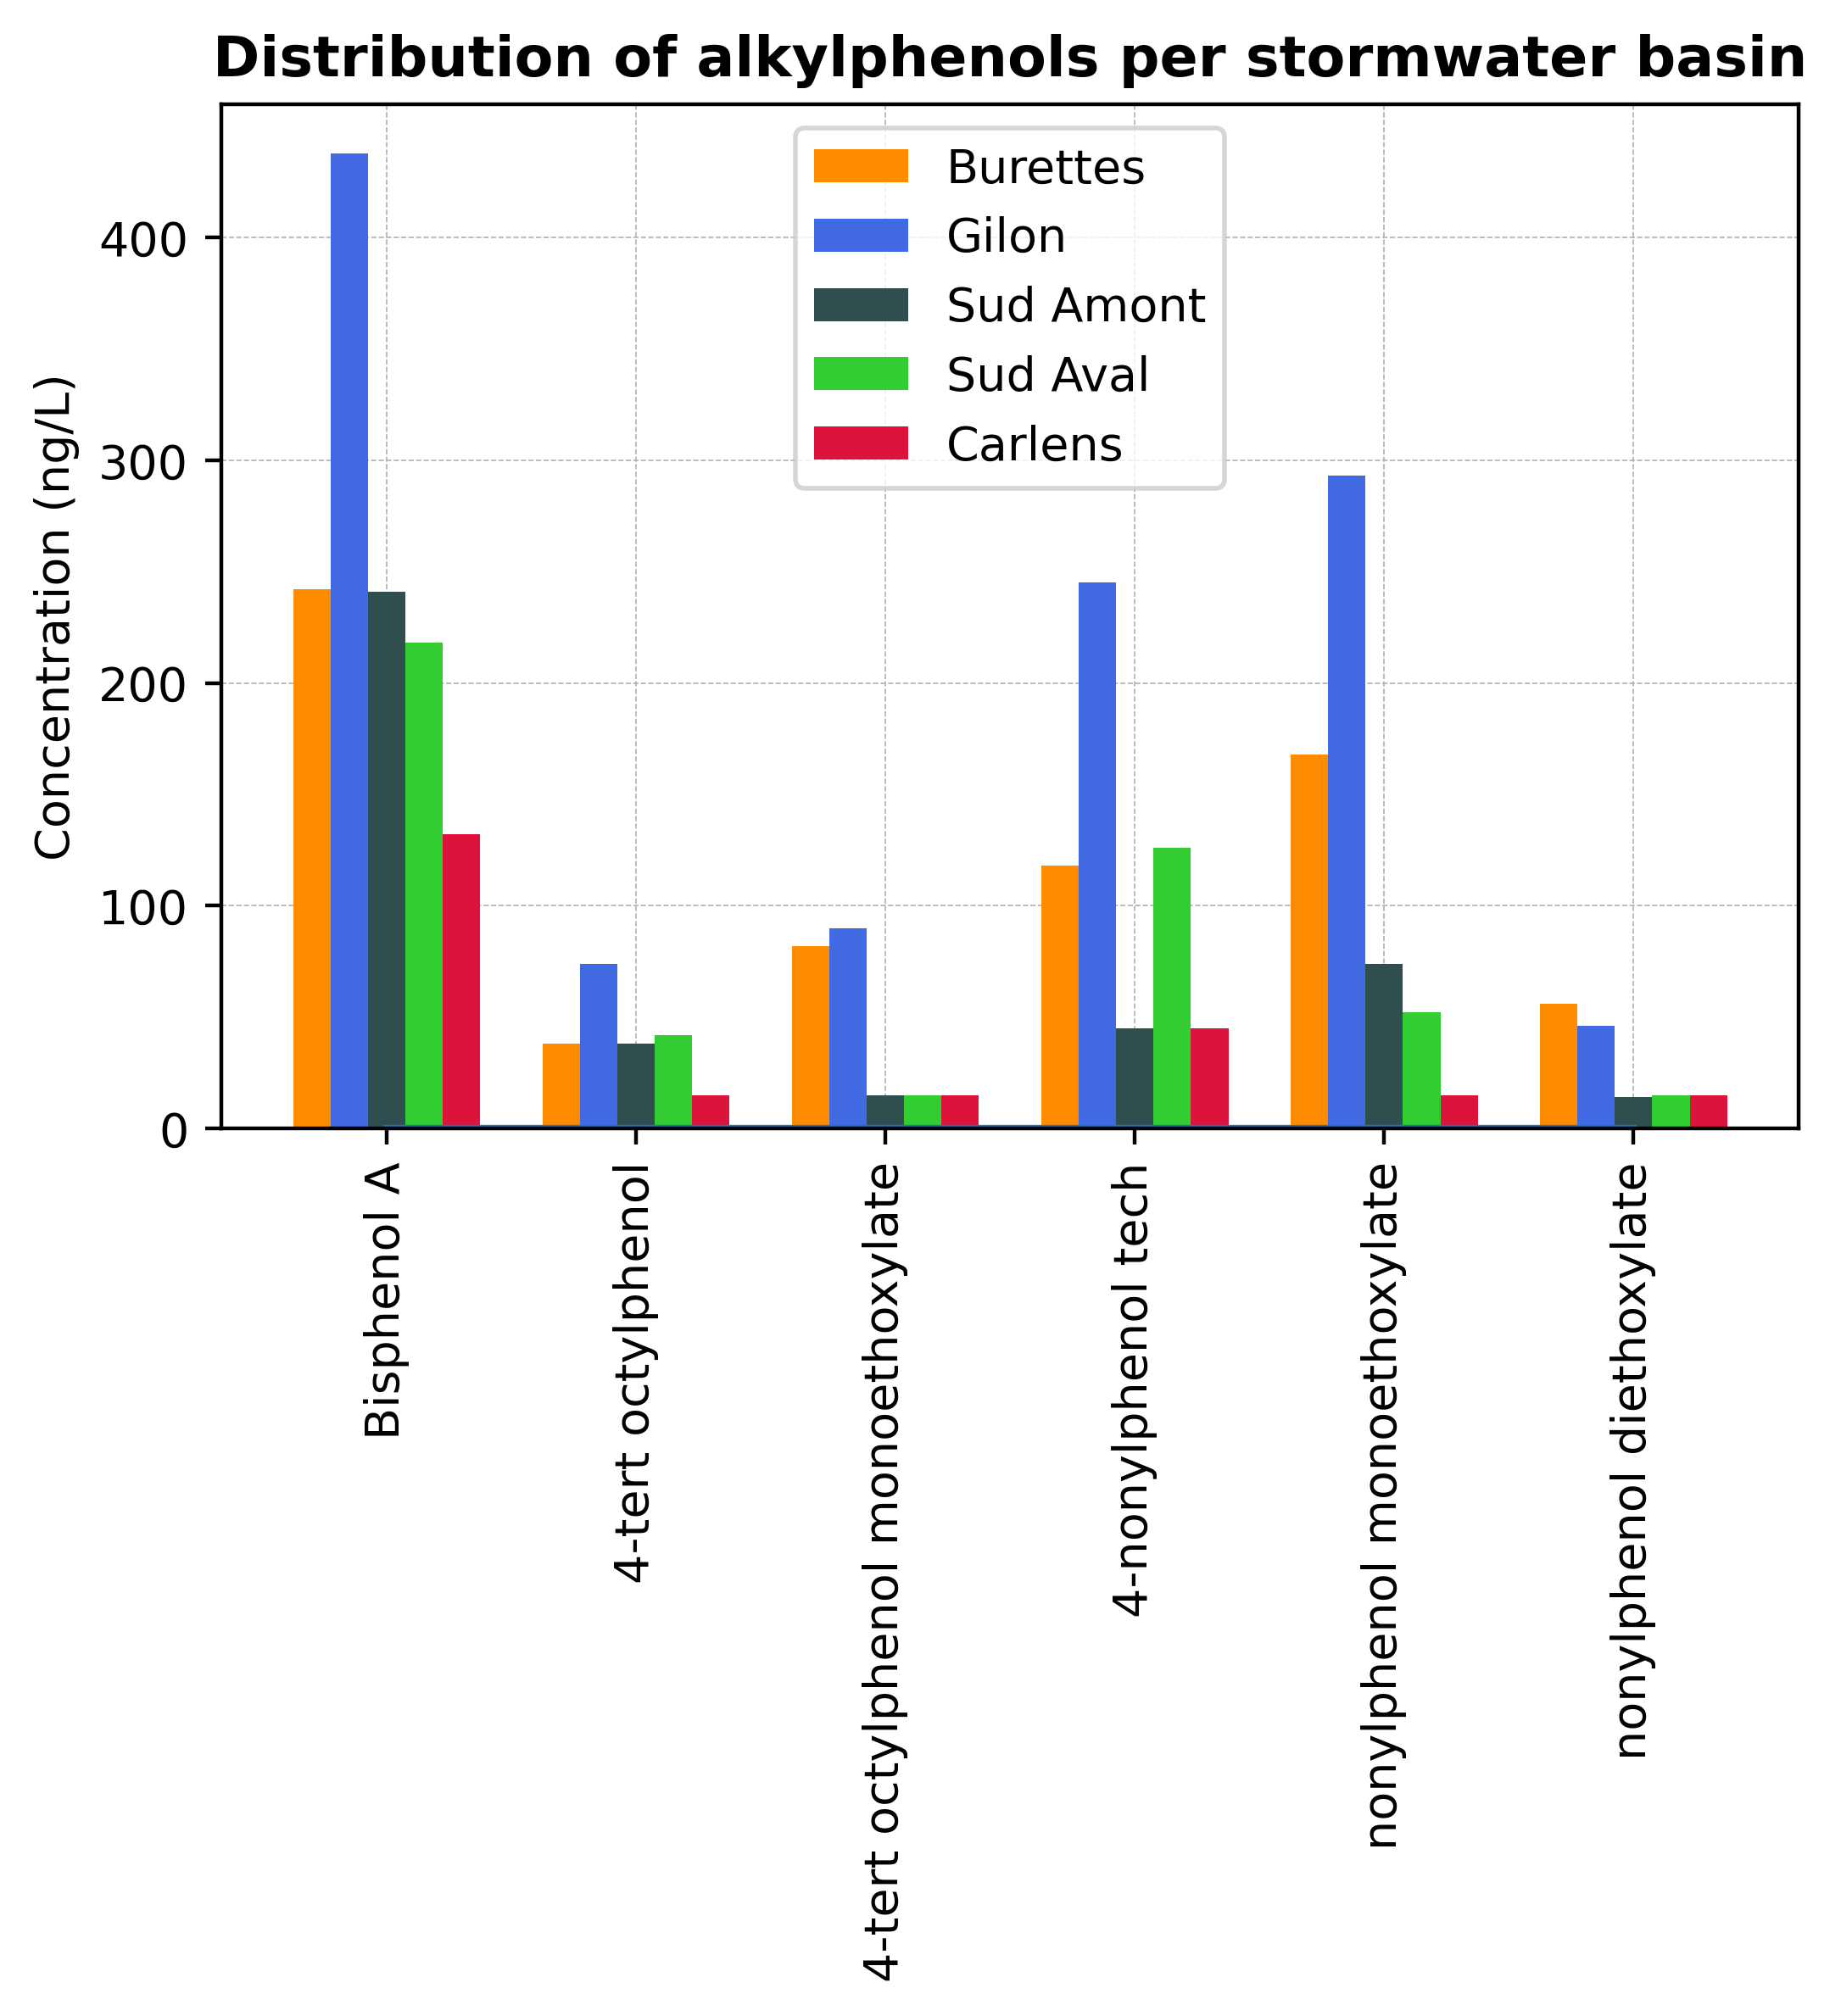 Distribution of alkylphenols per stormwater basin
Burettes
Gilon
Sud Amont
Sud Aval
Carlens
Concentration (ng/L)
400
300
200
100
0
Bisphenol A
4-tert octylphenol
4-tert octylphenol monoethoxylate
4-nonylphenol tech
nonylphenol monoethoxylate
nonylphenol diethoxylate